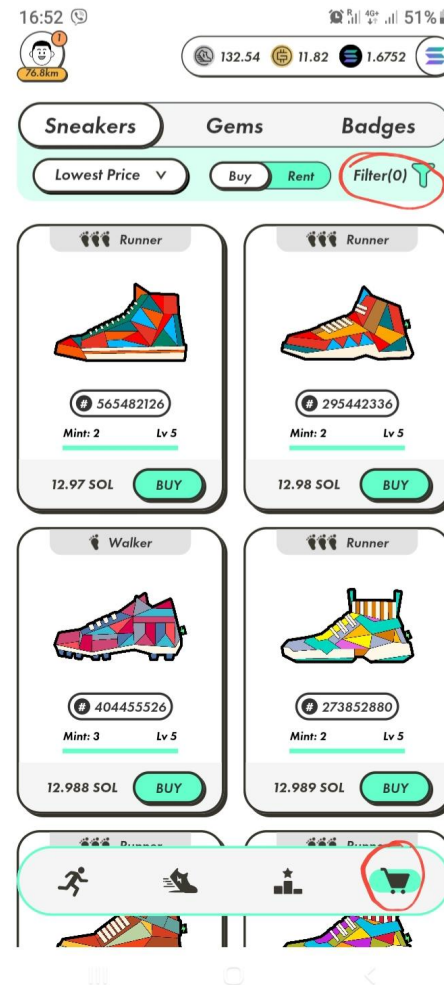 16:52
R
4G+
51%
1
76.8km
132.54
11.82
1.6752
Sneakers
Gems
Badges
Lowest Price
Buy
Rent
Filter(0)
Runner
Runner
# 565482126
# 295442336
Mint: 2
Lv 5
Mint: 2
Lv 5
12.97 SOL
BUY
12.98 SOL
BUY
Walker
Runner
# 404455526
# 273852880
Mint: 3
Lv 5
Mint: 2
Lv 5
12.988 SOL
BUY
12.989 SOL
BUY
Runner
Runner